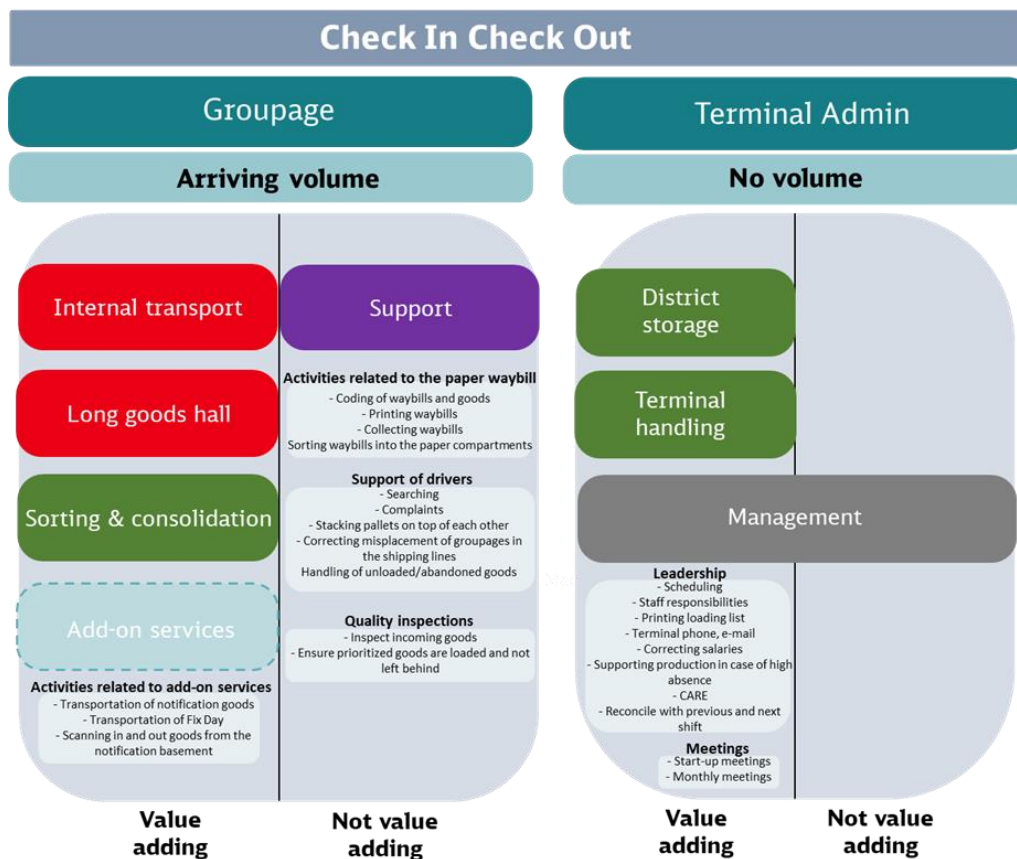 Check In Check Out
Groupage
Arriving volume
Internal transport
Long goods hall
Sorting & consolidation
Add-on services
Activities related to add-on services
- Transportation of notification goods
- Transportation of Fix Day
- Scanning in and out goods from the
notification basement
Value
adding
Support
Activities related to the paper waybill
- Coding of waybills and goods
- Printing waybills
- Collecting waybills
Sorting waybills into the paper compartments
Support of drivers
- Searching
- Complaints
- Stacking pallets on top of each other
- Correcting misplacement of groupages in
the shipping lines
Handling of unloaded/abandoned goods
Quality inspections
- Inspect incoming goods
- Ensure prioritized goods are loaded and not
left behind
Not value
adding
Terminal Admin
No volume
District
storage
Terminal
handling
Management
Leadership
- Scheduling
- Staff responsibilities
- Printing loading list
- Terminal phone, e-mail
- Correcting salaries
- Supporting production in case of high
absence
- CARE
- Reconcile with previous and next
shift
Meetings
- Start-up meetings
- Monthly meetings
Value
adding
Not value
adding